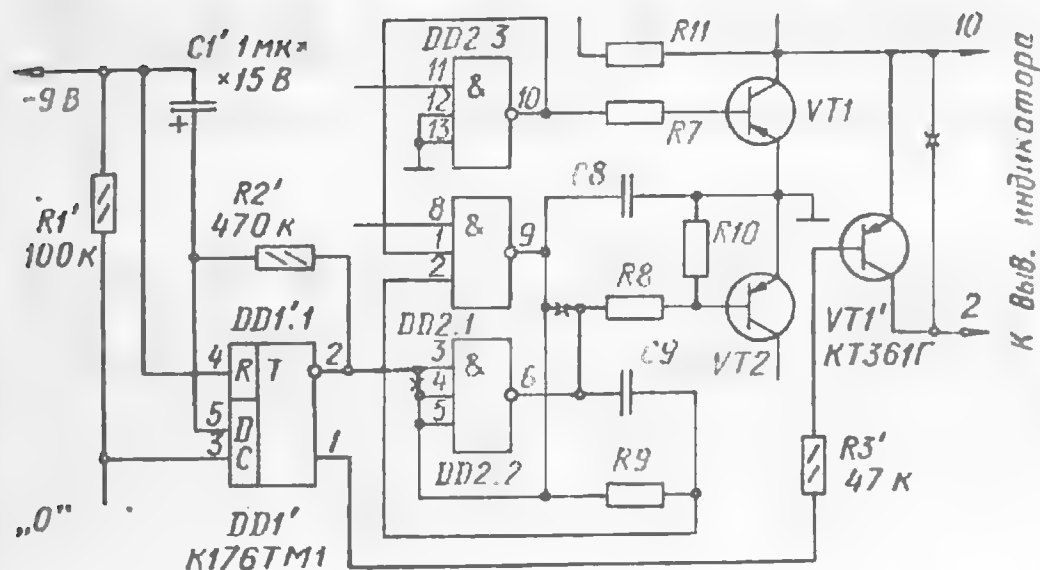 C1' 1 мк×
×15 В
-9 В
R1'
100 к
R2'
470 к
DD1'.1
4
R
T
2
5
D
3
C
1
„0"
DD1'
К176ТМ1
DD2.3
11
&
12
13
10
8
&
1
2
9
DD2.1
3
&
4
5
6
DD2.2
R11
R7
VT1
C8
R10
R8
VT2
C9
R9
VT1'
КТ361Г
R3'
47 к
10
2
К выв. индикатора